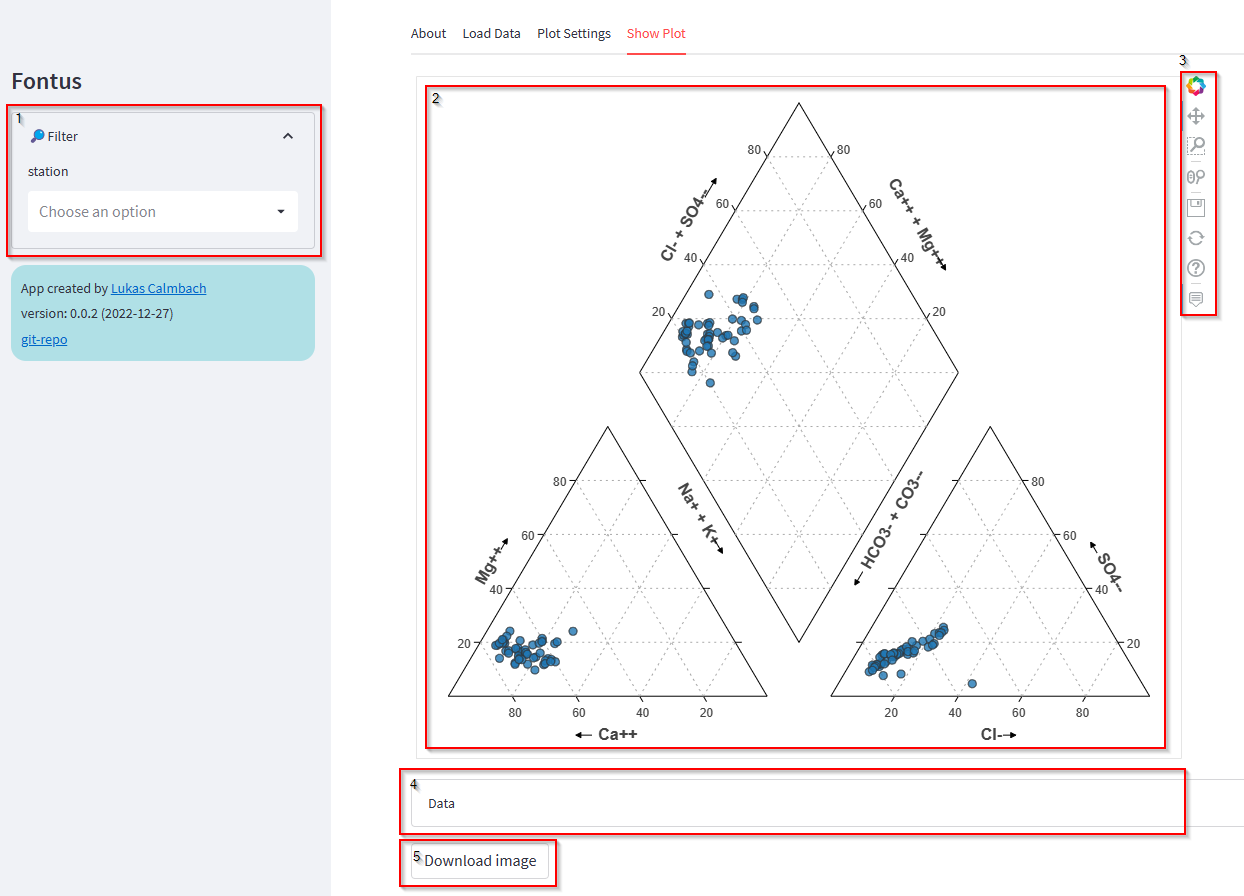 About Load Data Plot Settings Show Plot
Fontus
1
Filter
station
Choose an option
App created by Lukas Calmbach
version: 0.0.2 (2022-12-27)
git-repo
2
80 80
60 60
40 40
20 20
Cl- + SO4--
Ca++ + Mg++
Na+ + K+
HCO3- + CO3--
80
60
40
20
Mg++
80 60 40 20
Ca++
80
60
40
20
SO4--
20 40 60 80
Cl-
3
4
Data
5
Download image